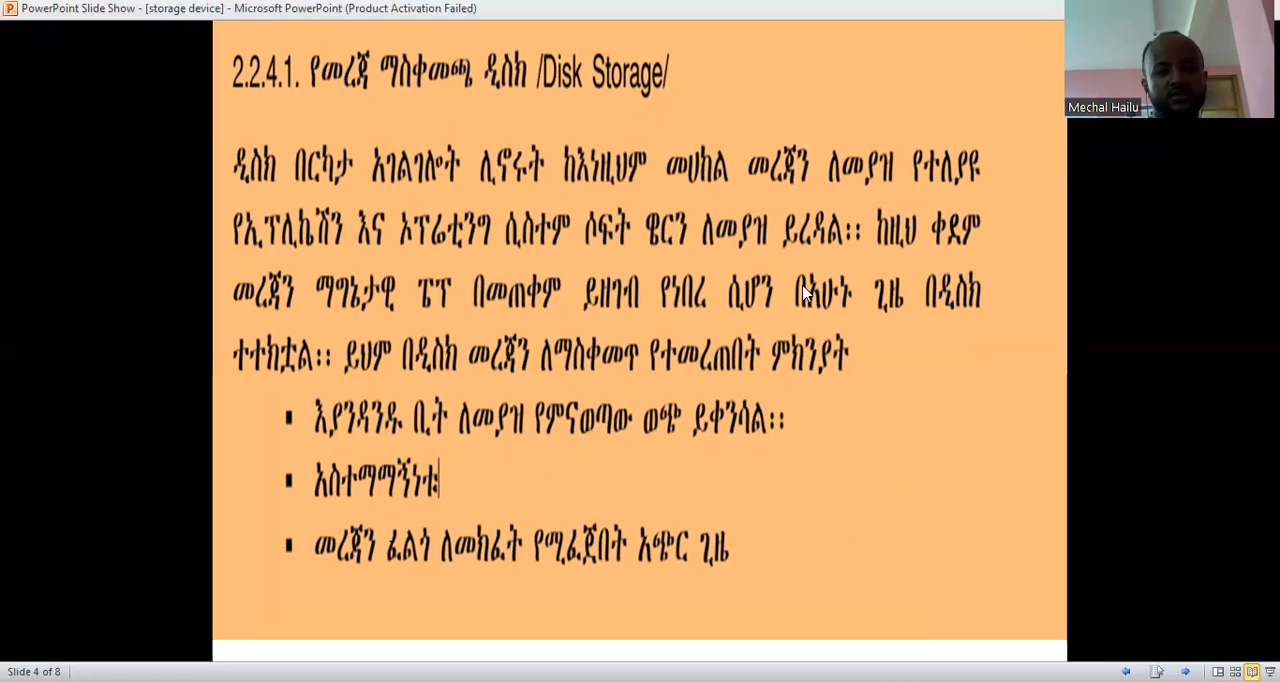 PowerPoint Slide Show - [storage device] - Microsoft PowerPoint (Product Activation Failed)
Mechal Hailu
2.2.4.1. የመረጃ ማስቀመጫ ዲስክ /Disk Storage/
ዲስክ በርካታ አገልገሎት ሊኖሩት ከእነዚህም መሀከል መረጃን ለመያዝ የተለያዩ
የኢፕሊኬሽን እና ኦፕሬቲንግ ሲስተም ሶፍት ዌርን ለመያዝ ይረዳል፡፡ ከዚህ ቀደም
መረጃን ማግኔታዊ ፔፕ በመጠቀም ይዘገብ የነበረ ሲሆን በአሁኑ ጊዜ በዲስክ
ተተክቷል፡፡ ይህም በዲስክ መረጃን ለማስቀመጥ የተመረጠበት ምክንያት
▪ እያንዳንዱ ቢት ለመያዝ የምናወጣው ወጭ ይቀንሳል፡፡
▪ አስተማማኝነቱ
▪ መረጃን ፈልጎ ለመክፈት የሚፈጀበት አጭር ጊዜ
Slide 4 of 8